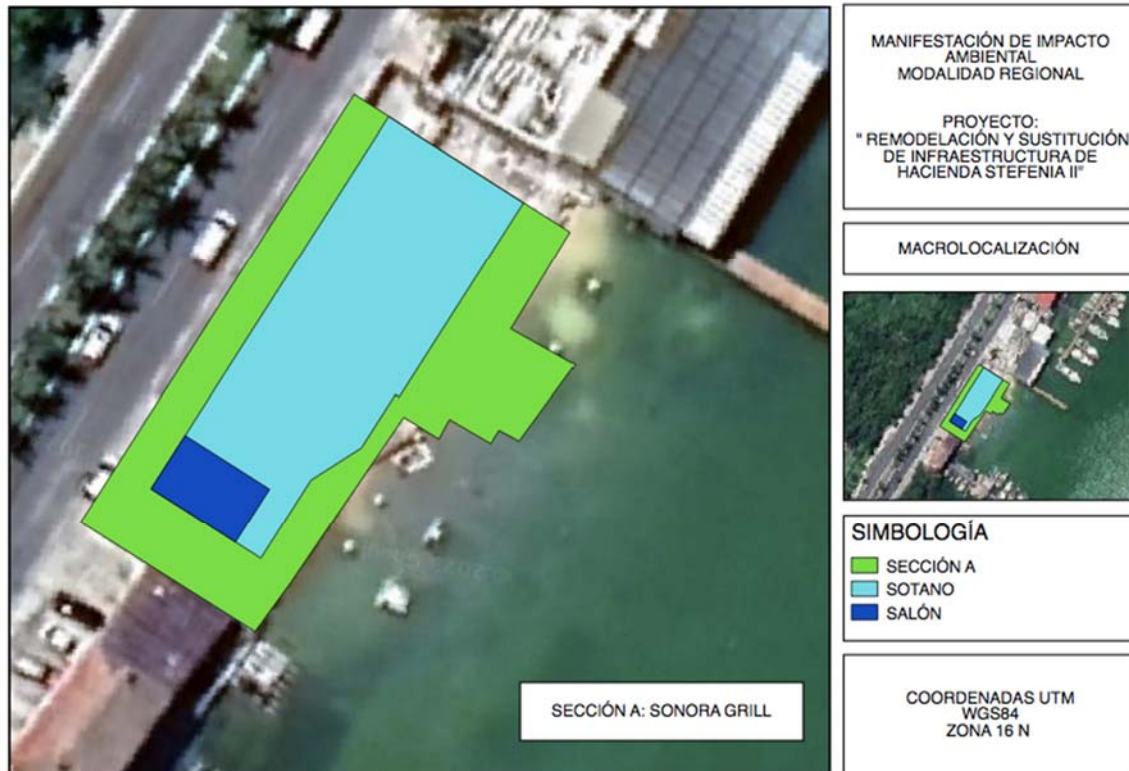 MANIFESTACIÓN DE IMPACTO
AMBIENTAL
MODALIDAD REGIONAL
PROYECTO:
" REMODELACIÓN Y SUSTITUCIÓN
DE INFRAESTRUCTURA DE
HACIENDA STEFENIA II"
MACROLOCALIZACIÓN
SIMBOLOGÍA
SECCIÓN A
SOTANO
SALÓN
SECCIÓN A: SONORA GRILL
COORDENADAS UTM
WGS84
ZONA 16 N